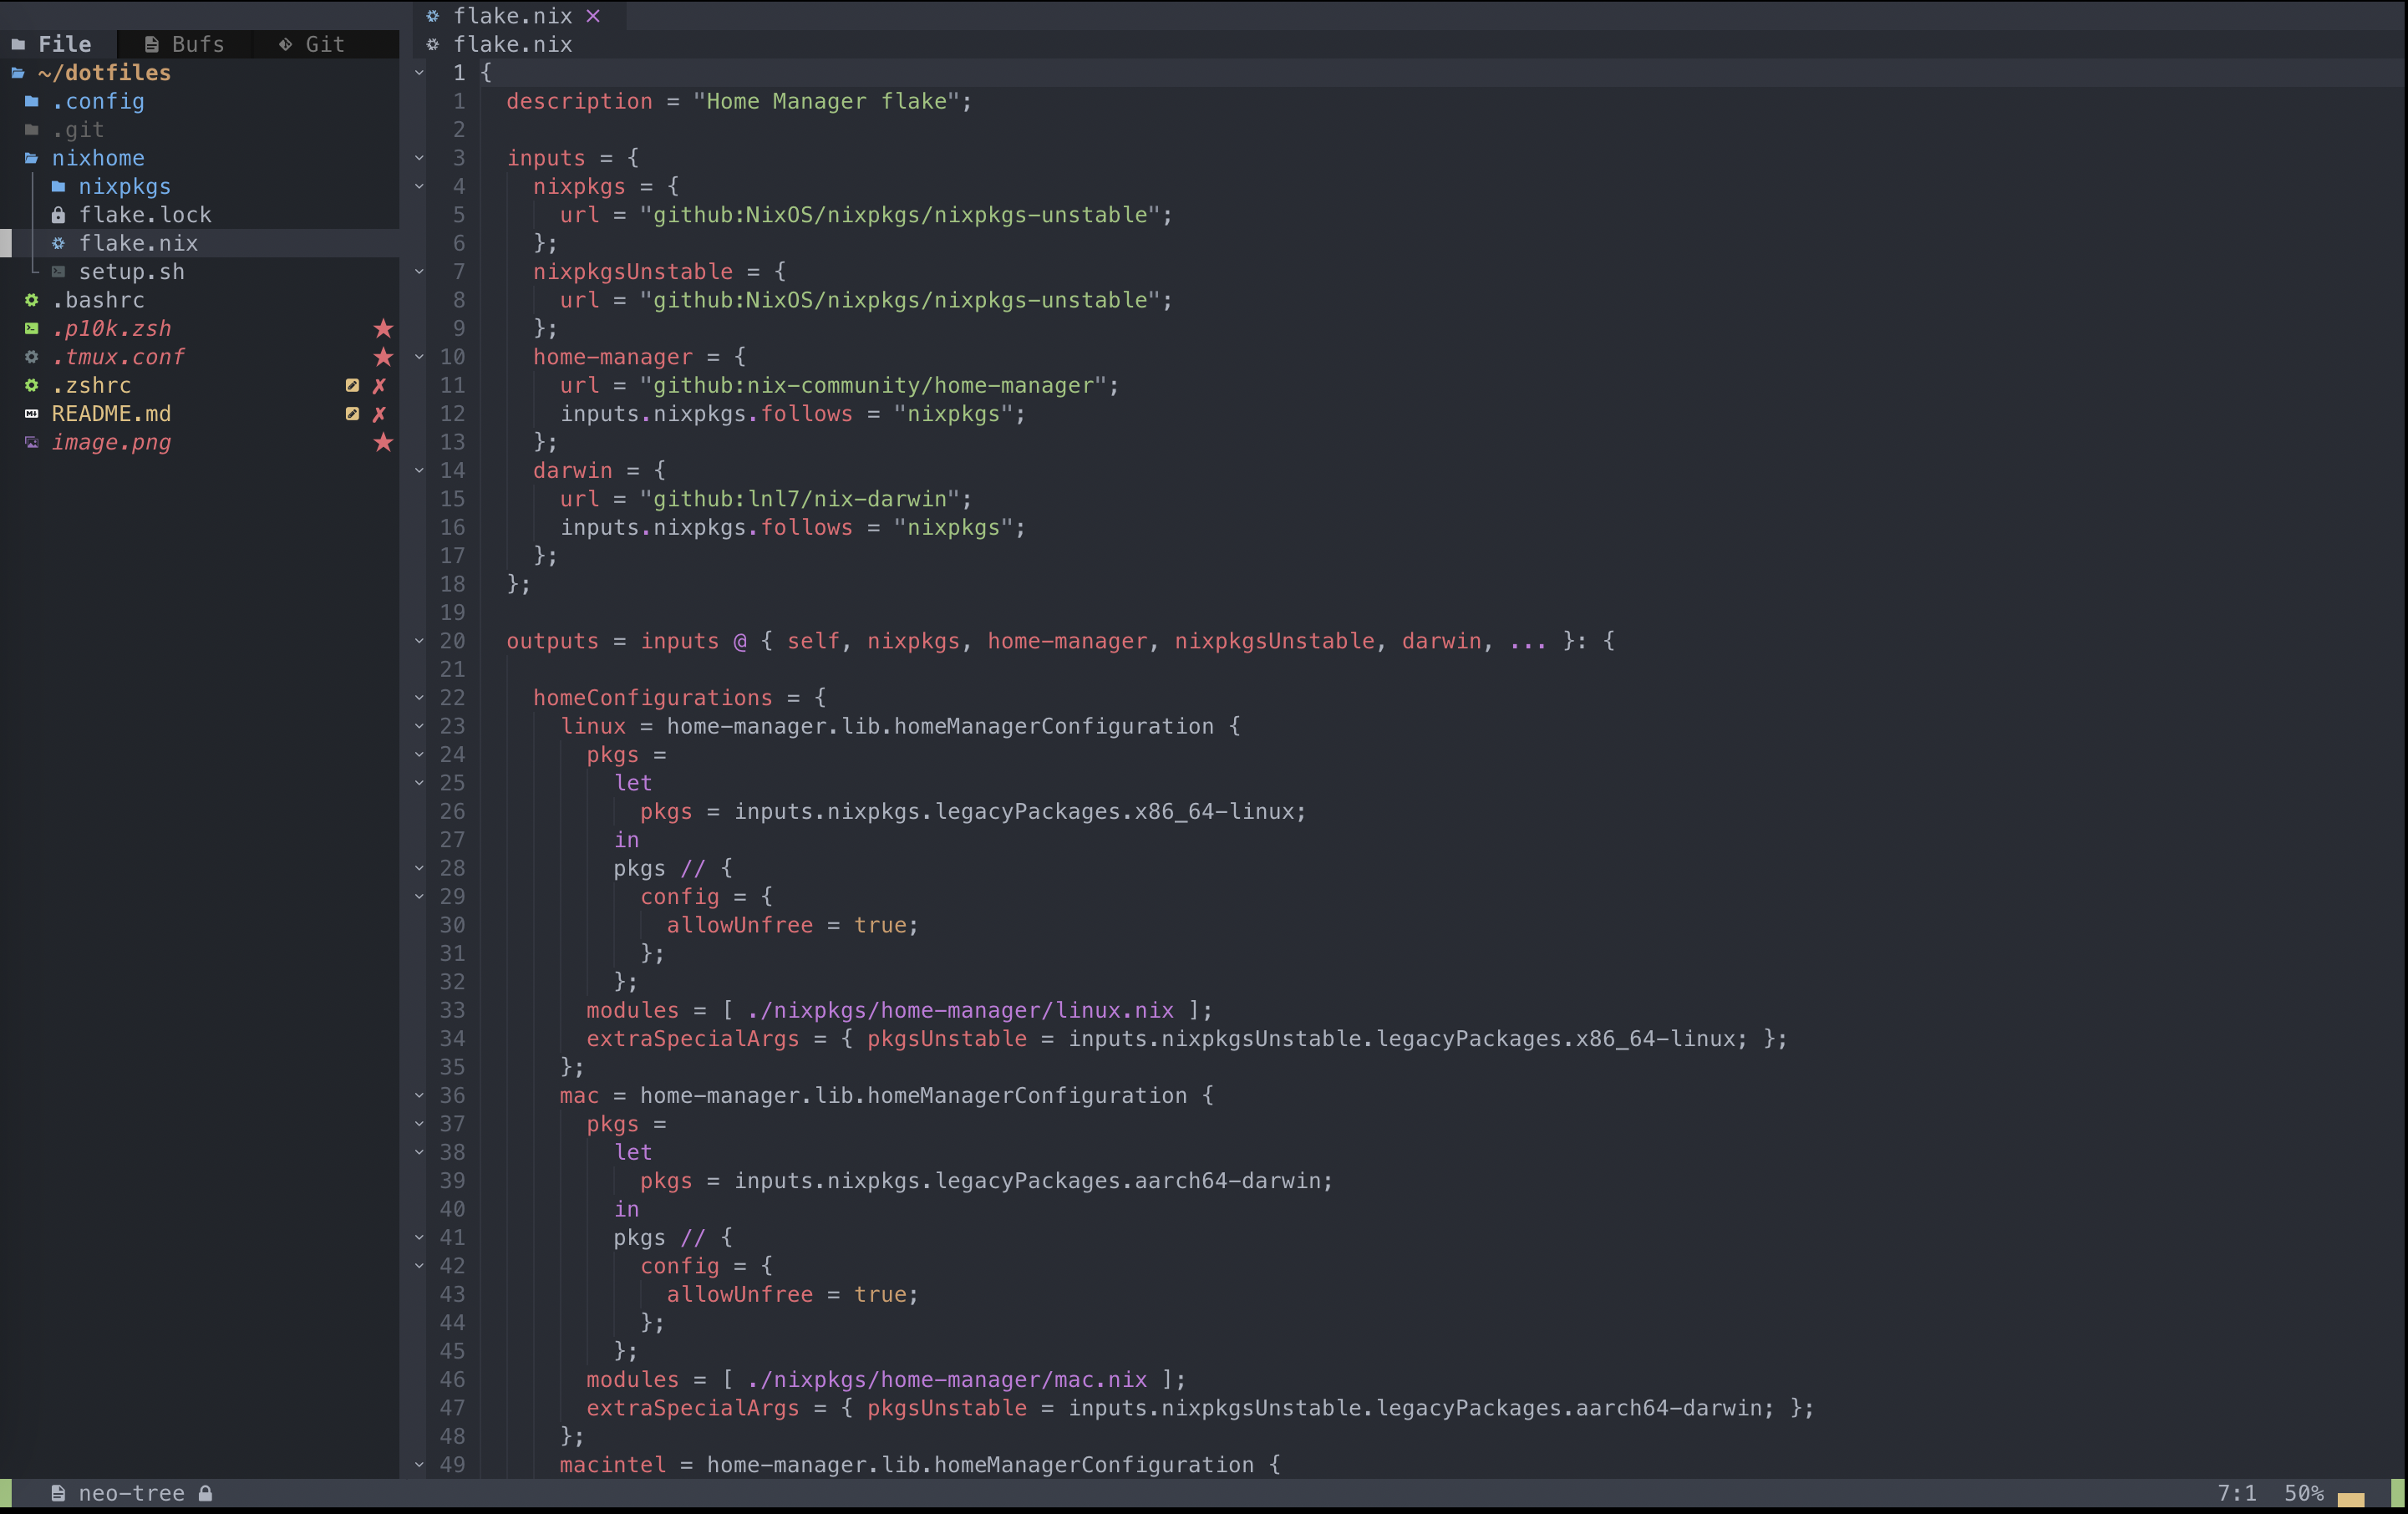 flake.nix
File Bufs Git
flake.nix
~/dotfiles
.config
.git
nixhome
nixpkgs
flake.lock
flake.nix
setup.sh
.bashrc
.p10k.zsh
.tmux.conf
.zshrc
README.md
image.png
1 {
1 description = "Home Manager flake";
2
3 inputs = {
4 nixpkgs = {
5 url = "github:NixOS/nixpkgs/nixpkgs-unstable";
6 };
7 nixpkgsUnstable = {
8 url = "github:NixOS/nixpkgs/nixpkgs-unstable";
9 };
10 home-manager = {
11 url = "github:nix-community/home-manager";
12 inputs.nixpkgs.follows = "nixpkgs";
13 };
14 darwin = {
15 url = "github:lnl7/nix-darwin";
16 inputs.nixpkgs.follows = "nixpkgs";
17 };
18 };
19
20 outputs = inputs @ { self, nixpkgs, home-manager, nixpkgsUnstable, darwin, ... }: {
21
22 homeConfigurations = {
23 linux = home-manager.lib.homeManagerConfiguration {
24 pkgs =
25 let
26 pkgs = inputs.nixpkgs.legacyPackages.x86_64-linux;
27 in
28 pkgs // {
29 config = {
30 allowUnfree = true;
31 };
32 };
33 modules = [ ./nixpkgs/home-manager/linux.nix ];
34 extraSpecialArgs = { pkgsUnstable = inputs.nixpkgsUnstable.legacyPackages.x86_64-linux; };
35 };
36 mac = home-manager.lib.homeManagerConfiguration {
37 pkgs =
38 let
39 pkgs = inputs.nixpkgs.legacyPackages.aarch64-darwin;
40 in
41 pkgs // {
42 config = {
43 allowUnfree = true;
44 };
45 };
46 modules = [ ./nixpkgs/home-manager/mac.nix ];
47 extraSpecialArgs = { pkgsUnstable = inputs.nixpkgsUnstable.legacyPackages.aarch64-darwin; };
48 };
49 macintel = home-manager.lib.homeManagerConfiguration {
neo-tree 7:1 50%